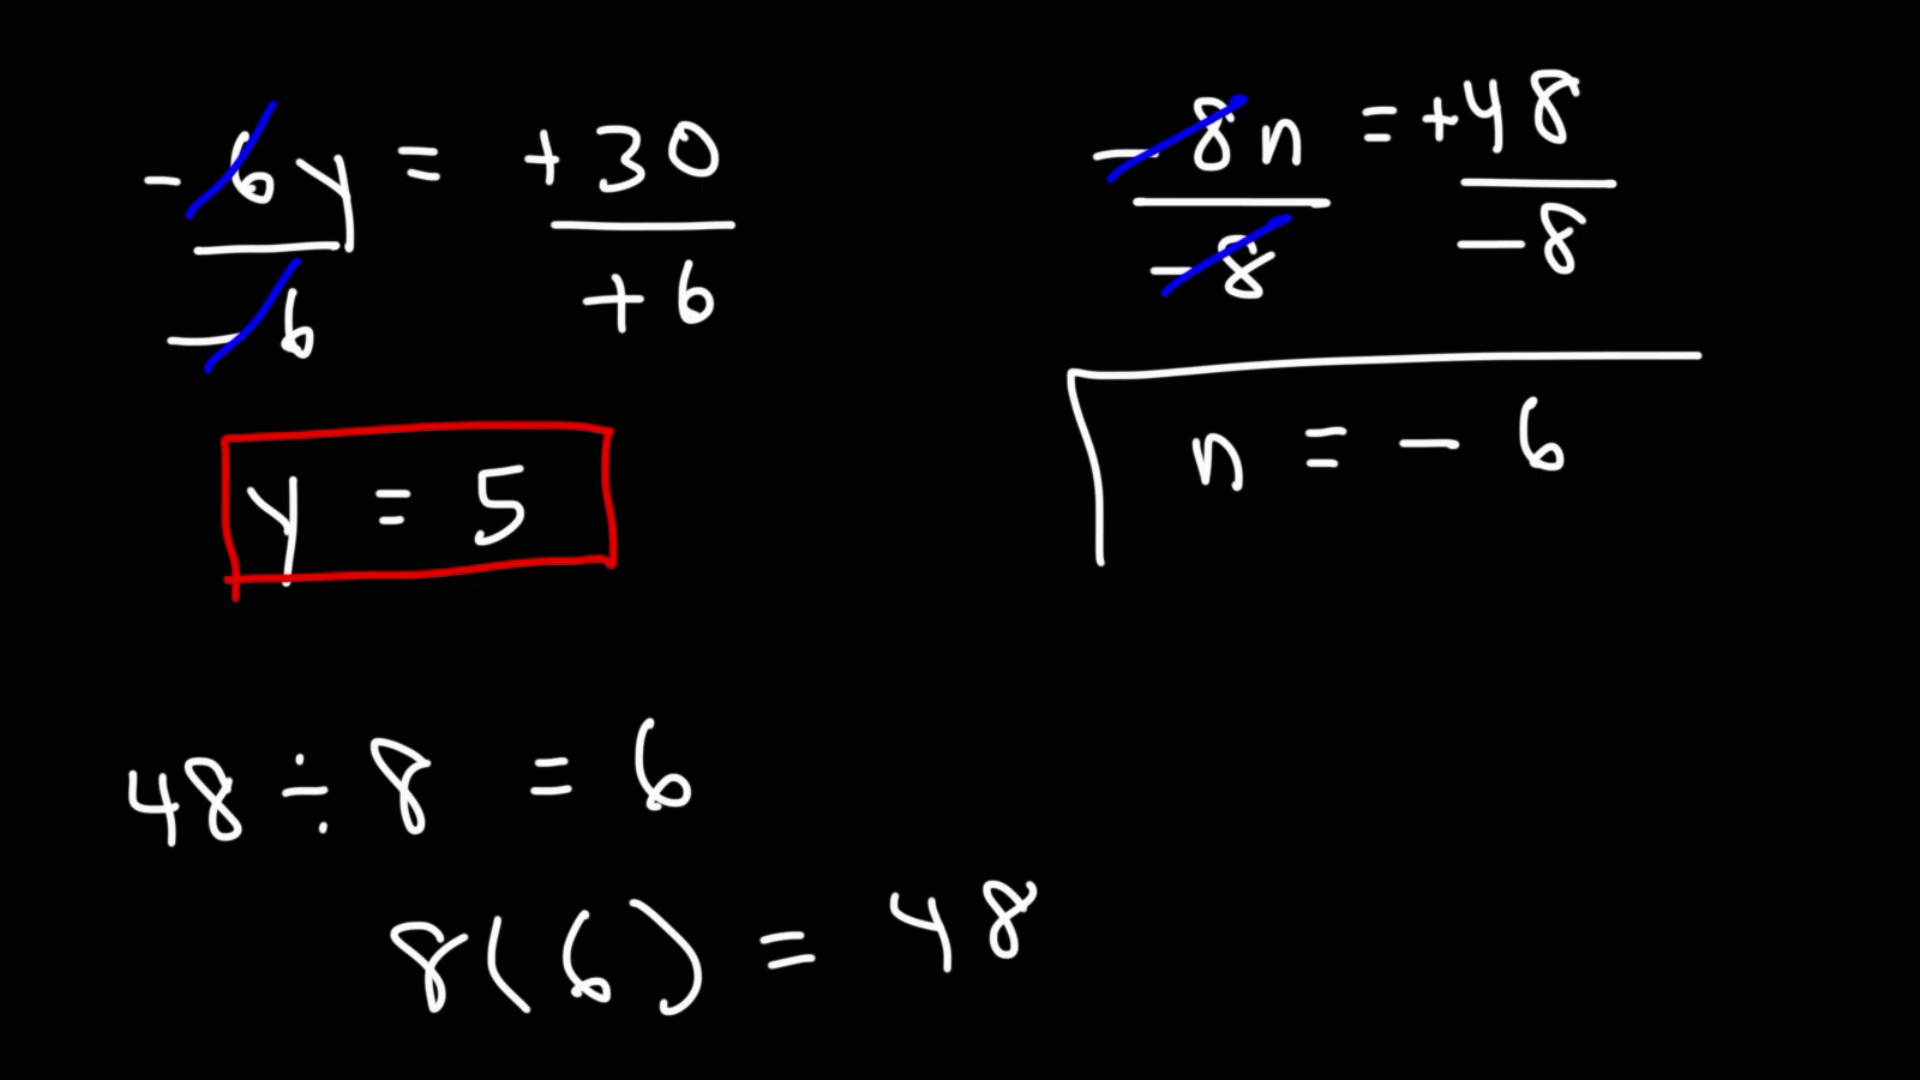 -6y = +30
-6 +6
y = 5
-8n = +48
-8 -8
n = -6
48 ÷ 8 = 6
8(6) = 48